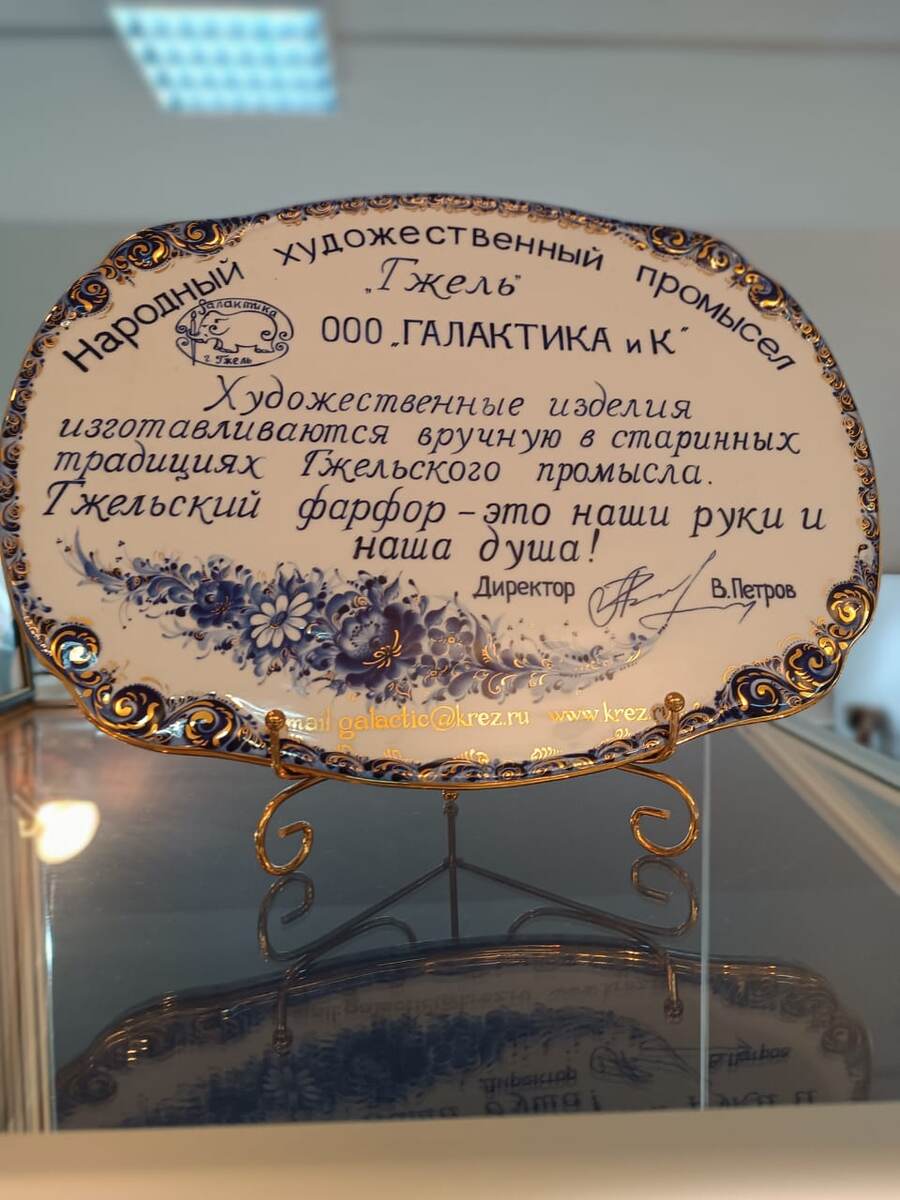 Народный художественный промысел
„Гжель"
Галактика
г. Гжель
ООО „ГАЛАКТИКА и К"
Художественные изделия
изготавливаются вручную в старинных
традициях Гжельского промысла.
Гжельский фарфор – это наши руки и
наша душа!
Директор В. Петров
mail galactic@krez.ru www.krez